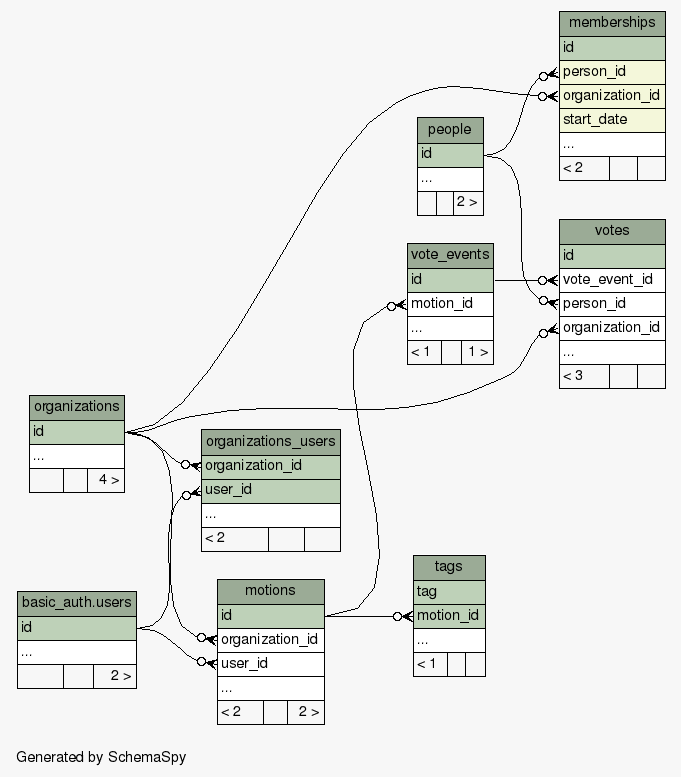 memberships
id
person_id
organization_id
start_date
...
< 2
people
id
...
2 >
votes
id
vote_event_id
person_id
organization_id
...
< 3
vote_events
id
motion_id
...
< 1 1 >
organizations
id
...
4 >
organizations_users
organization_id
user_id
...
< 2
basic_auth.users
id
...
2 >
motions
id
organization_id
user_id
...
< 2 2 >
tags
tag
motion_id
...
< 1
Generated by SchemaSpy